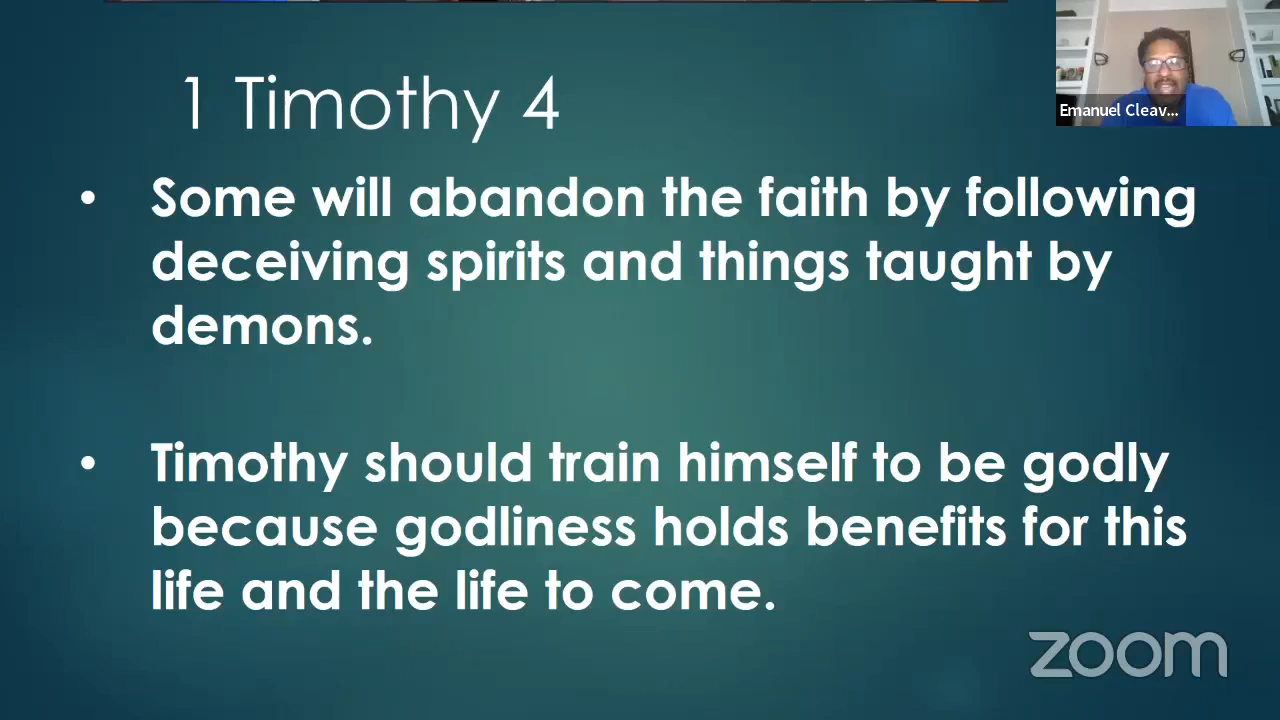 1 Timothy 4
Emanuel Cleav...
• Some will abandon the faith by following
deceiving spirits and things taught by
demons.
• Timothy should train himself to be godly
because godliness holds benefits for this
life and the life to come.
zoom